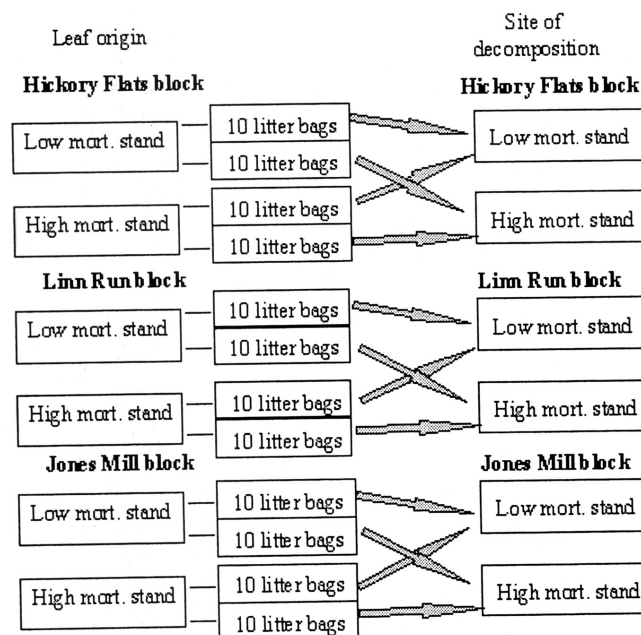 Leaf origin
Site of
decomposition
Hickory Flats block
Hickory Flats block
Low mort. stand
10 litter bags
10 litter bags
Low mort. stand
High mort. stand
10 litter bags
10 litter bags
High mort. stand
Linn Run block
Linn Run block
Low mort. stand
10 litter bags
10 litter bags
Low mort. stand
High mort. stand
10 litter bags
10 litter bags
High mort. stand
Jones Mill block
Jones Mill block
Low mort. stand
10 litter bags
10 litter bags
Low mort. stand
High mort. stand
10 litter bags
10 litter bags
High mort. stand